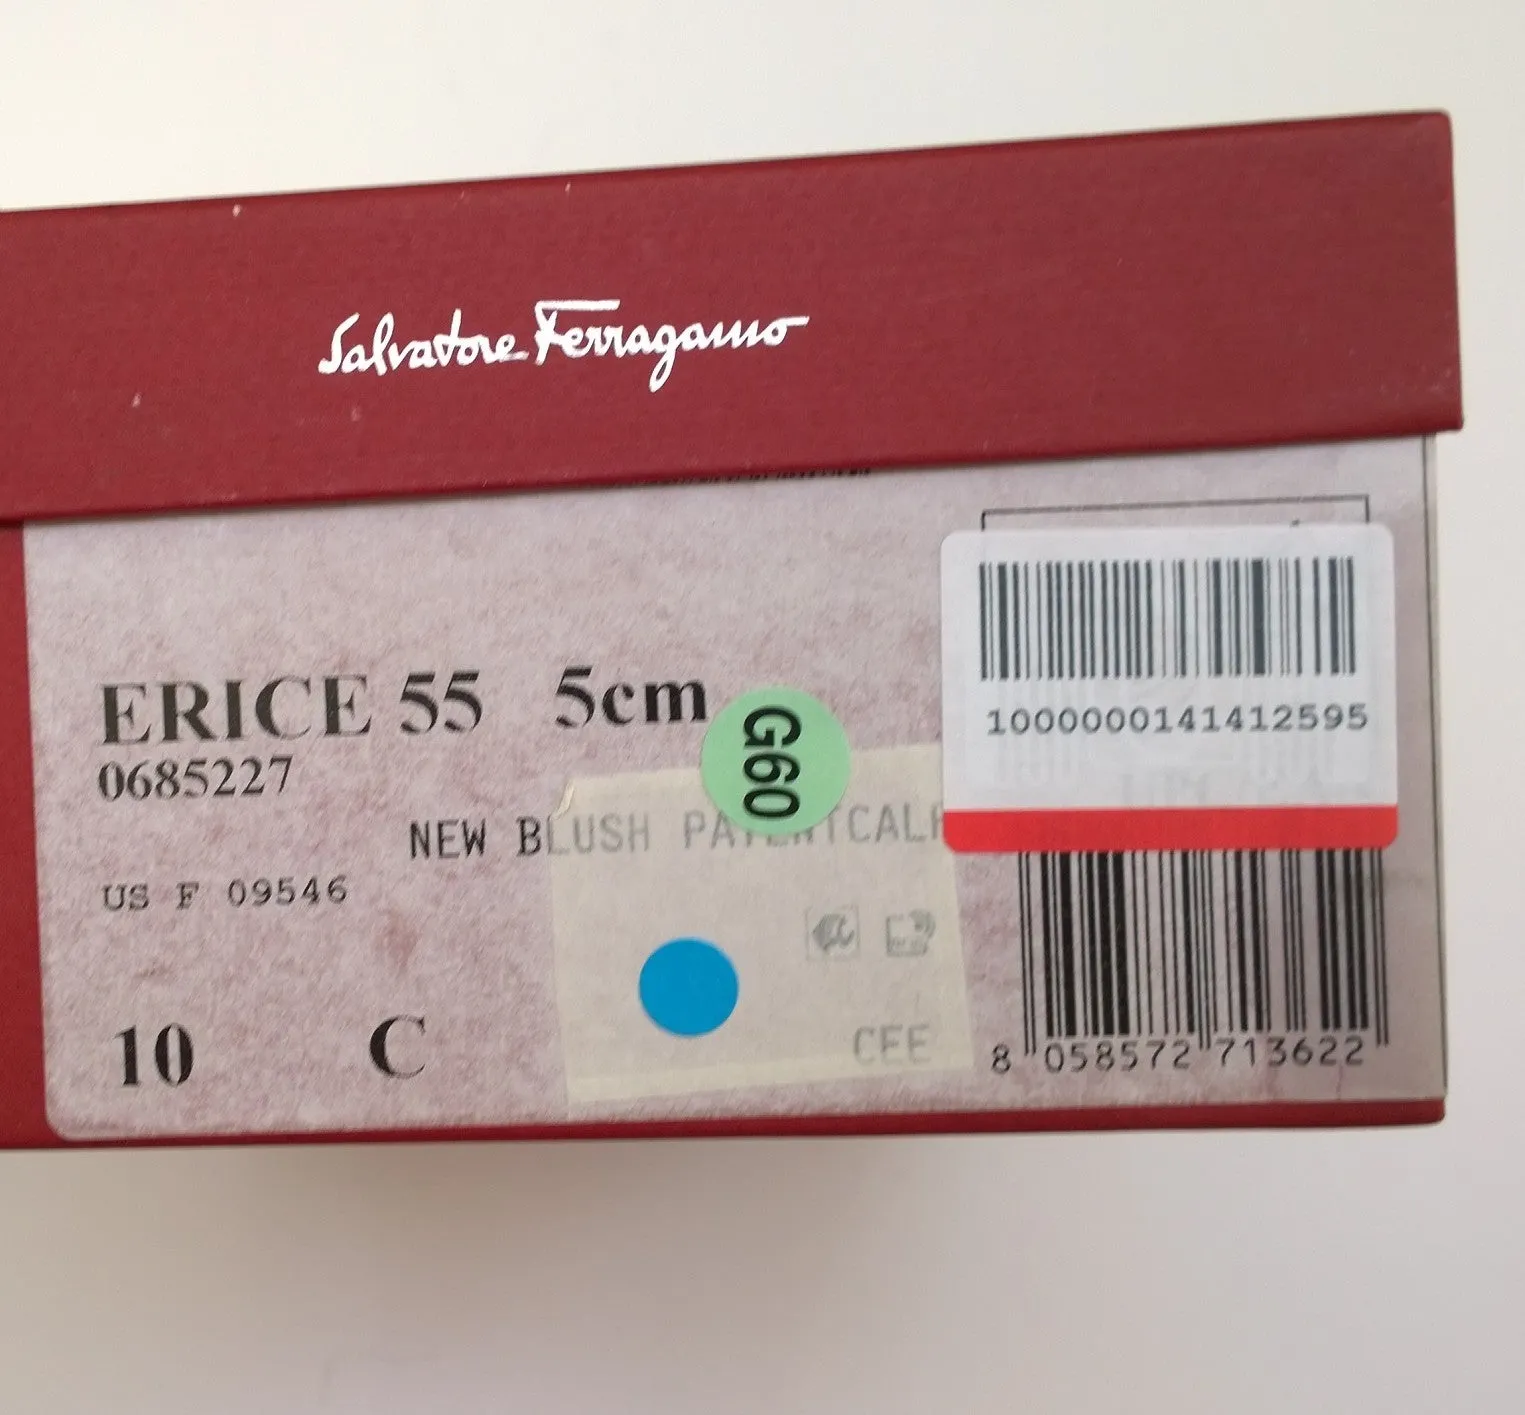 Salvatore Ferragamo
ERICE 55 5cm
0685227
G60
NEW BLUSH PATENTCALF
US F 09546
10 C
CEE
1000000141412595
8 058572 713622